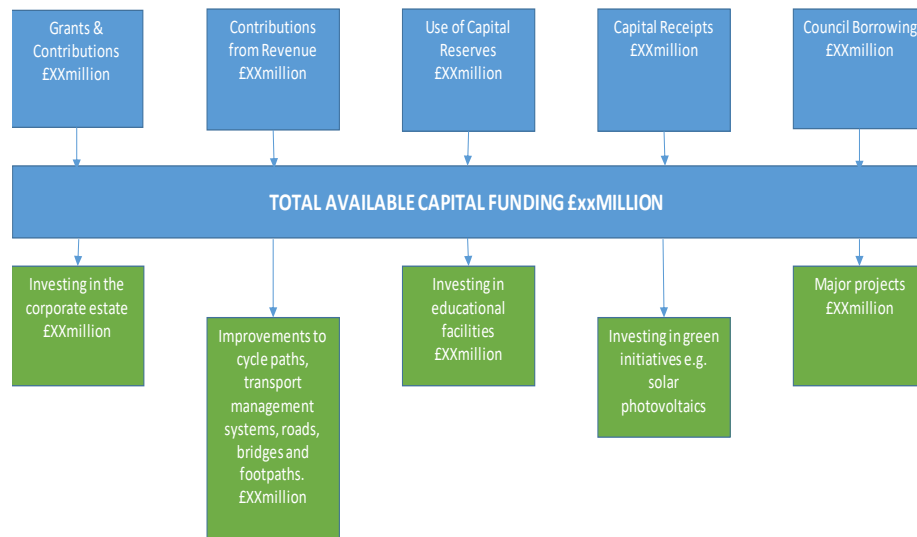 Grants &
Contributions
£XXmillion
Contributions
from Revenue
£XXmillion
Use of Capital
Reserves
£XXmillion
Capital Receipts
£XXmillion
Council Borrowing
£XXmillion
TOTAL AVAILABLE CAPITAL FUNDING £xxMILLION
Investing in the
corporate estate
£XXmillion
Improvements to
cycle paths,
transport
management
systems, roads,
bridges and
footpaths.
£XXmillion
Investing in
educational
facilities
£XXmillion
Investing in green
initiatives e.g.
solar
photovoltaics
Major projects
£XXmillion